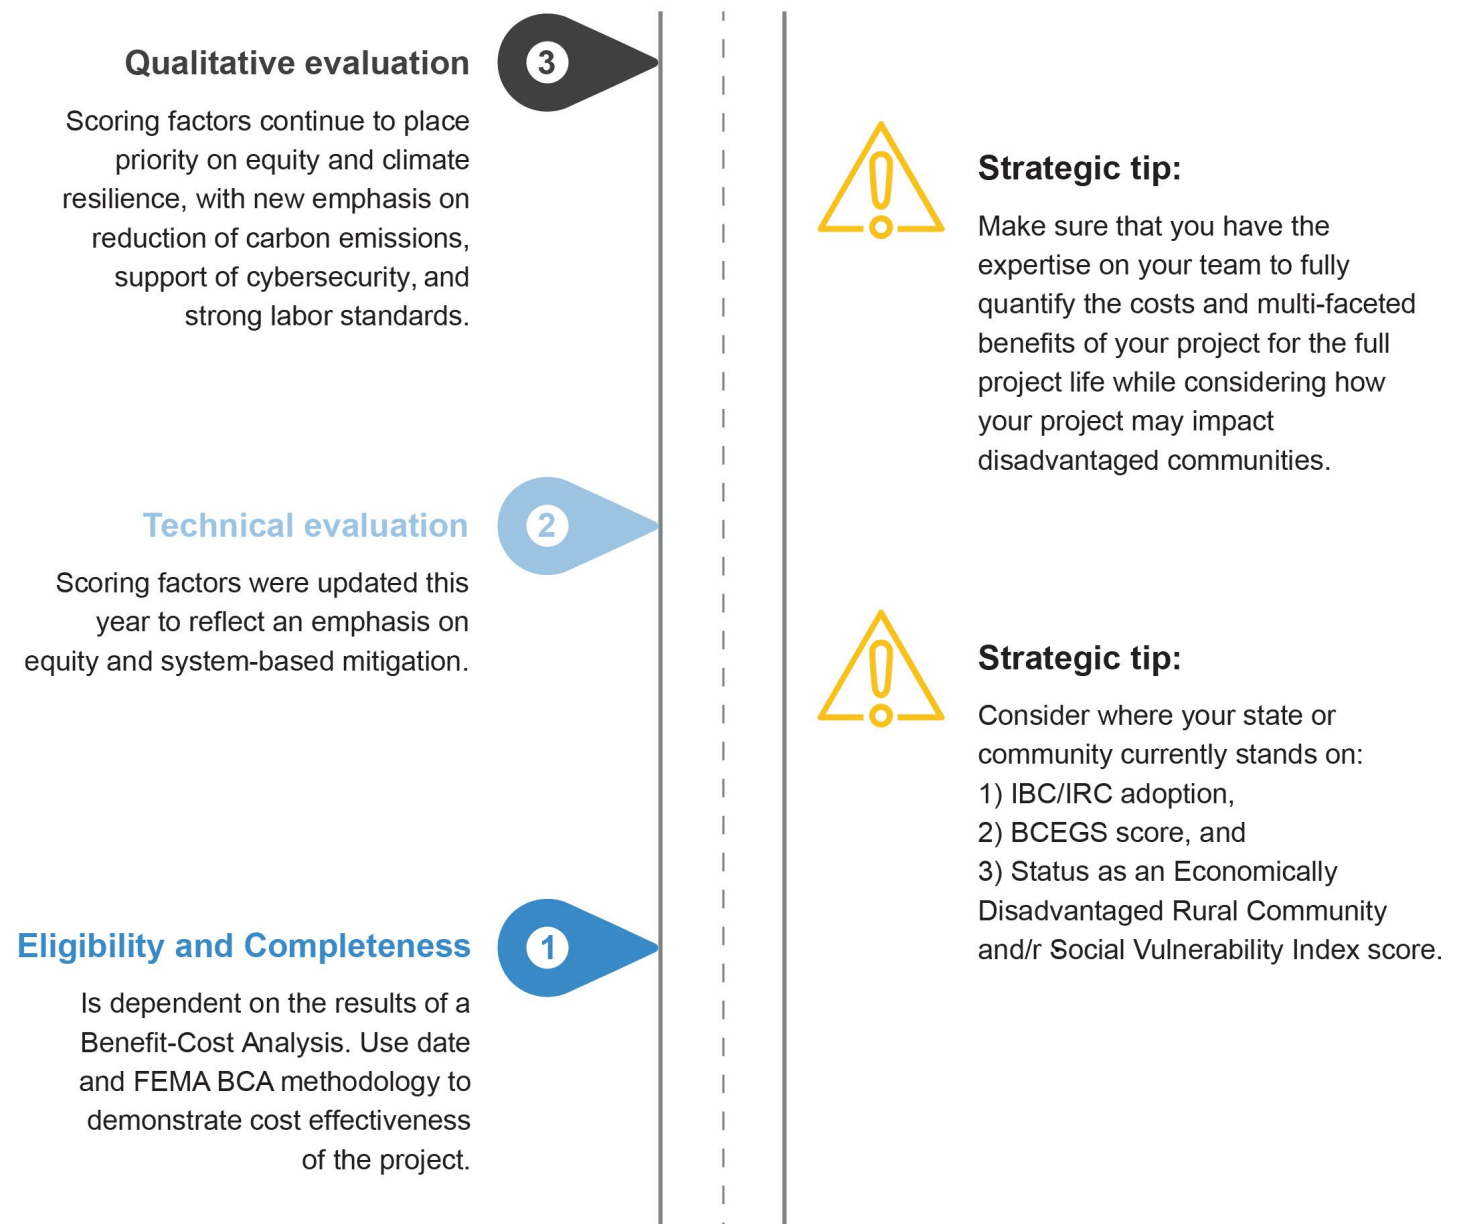 Qualitative evaluation
3
Scoring factors continue to place
priority on equity and climate
resilience, with new emphasis on
reduction of carbon emissions,
support of cybersecurity, and
strong labor standards.
Strategic tip:
Make sure that you have the
expertise on your team to fully
quantify the costs and multi-faceted
benefits of your project for the full
project life while considering how
your project may impact
disadvantaged communities.
Technical evaluation
2
Scoring factors were updated this
year to reflect an emphasis on
equity and system-based mitigation.
Strategic tip:
Consider where your state or
community currently stands on:
1) IBC/IRC adoption,
2) BCEGS score, and
3) Status as an Economically
Disadvantaged Rural Community
and/r Social Vulnerability Index score.
Eligibility and Completeness
1
Is dependent on the results of a
Benefit-Cost Analysis. Use date
and FEMA BCA methodology to
demonstrate cost effectiveness
of the project.